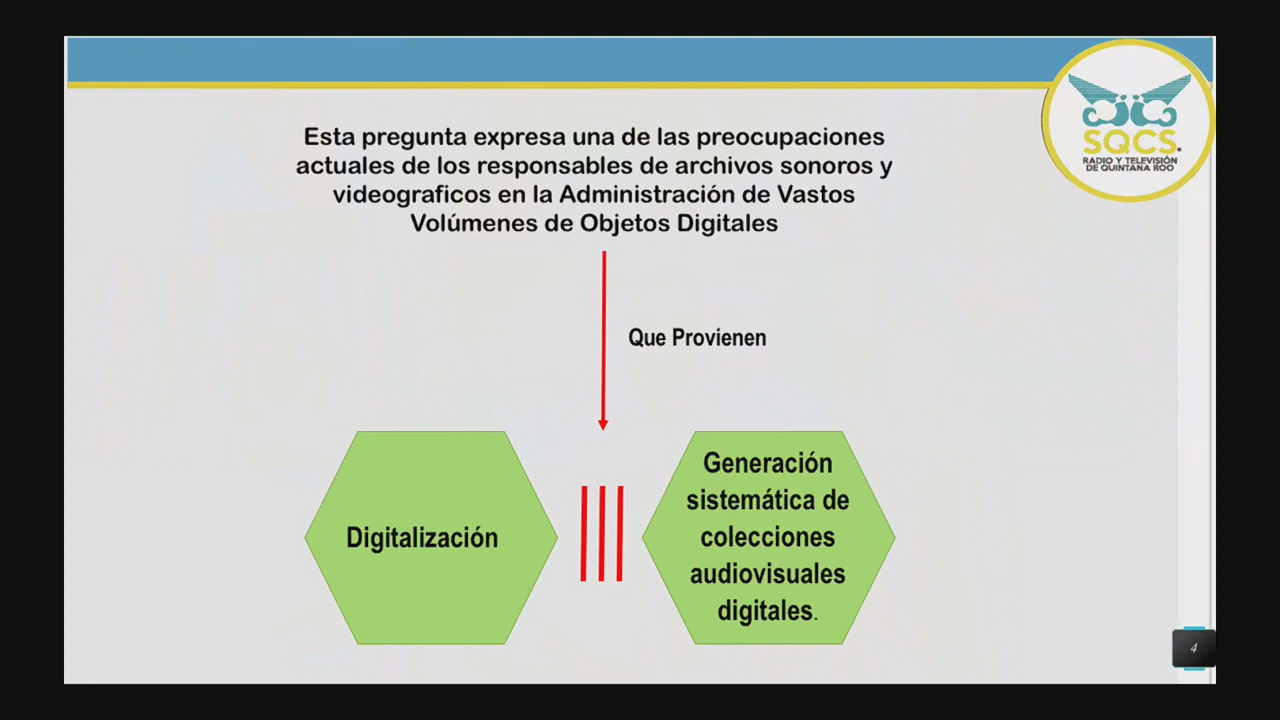 Esta pregunta expresa una de las preocupaciones
actuales de los responsables de archivos sonoros y
videograficos en la Administración de Vastos
Volúmenes de Objetos Digitales
SQCS.
RADIO Y TELEVISIÓN
DE QUINTANA ROO
Que Provienen
Digitalización
Generación
sistemática de
colecciones
audiovisuales
digitales.
4